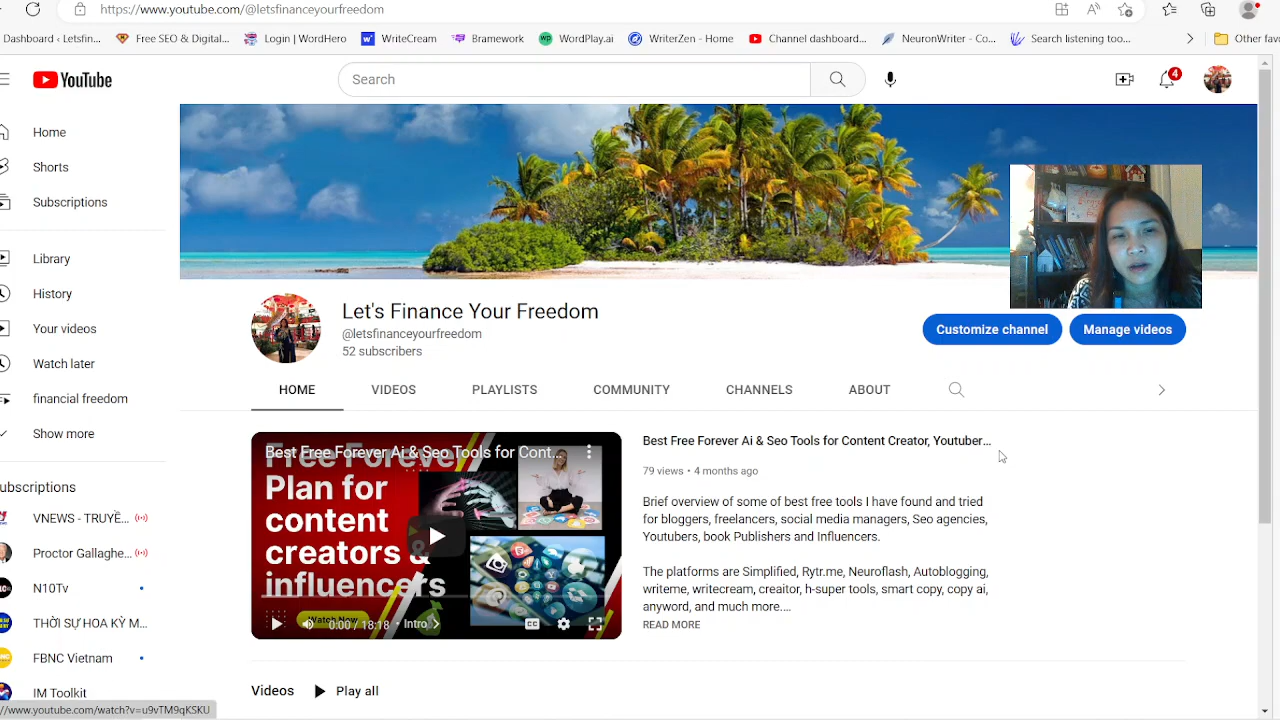 https://www.youtube.com/@letsfinanceyourfreedom
Dashboard ‹ Letsfin...
Free SEO & Digital...
Login | WordHero
WriteCream
Bramework
WordPlay.ai
WriterZen - Home
Channel dashboard...
NeuronWriter - Co...
Search listening too...
Other fav
YouTube
Search
4
Home
Shorts
Subscriptions
Library
History
Your videos
Watch later
financial freedom
Show more
ubscriptions
VNEWS - TRUYỀ...
Proctor Gallaghe...
N10Tv
THỜI SỰ HOA KỲ M...
FBNC Vietnam
IM Toolkit
//www.youtube.com/watch?v=u9vTM9qKSKU
Let's Finance Your Freedom
@letsfinanceyourfreedom
52 subscribers
Customize channel
Manage videos
HOME
VIDEOS
PLAYLISTS
COMMUNITY
CHANNELS
ABOUT
Best Free Forever Ai & Seo Tools for Cont...
Free Forever
Plan for
content
creators &
influencers
Watch Now
0:00 / 18:18 • Intro
CC
Best Free Forever Ai & Seo Tools for Content Creator, Youtuber...
79 views • 4 months ago
Brief overview of some of best free tools I have found and tried
for bloggers, freelancers, social media managers, Seo agencies,
Youtubers, book Publishers and Influencers.
The platforms are Simplified, Rytr.me, Neuroflash, Autoblogging,
writeme, writecream, creaitor, h-super tools, smart copy, copy ai,
anyword, and much more....
READ MORE
Videos
Play all